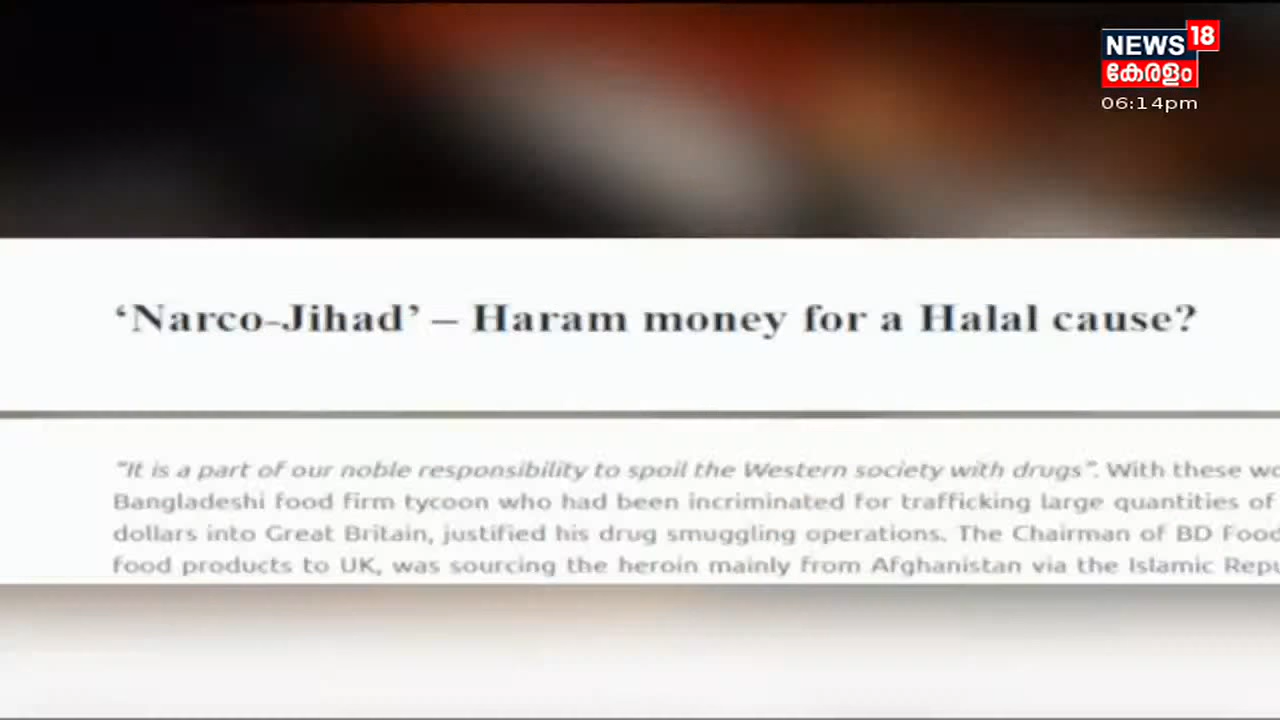 NEWS 18
കേരളം
06:14pm
‘Narco-Jihad’ – Haram money for a Halal cause?
“It is a part of our noble responsibility to spoil the Western society with drugs”. With these
Bangladeshi food firm tycoon who had been incriminated for trafficking large quantities of
dollars into Great Britain, justified his drug smuggling operations. The Chairman of BD Food
food products to UK, was sourcing the heroin mainly from Afghanistan via the Islamic